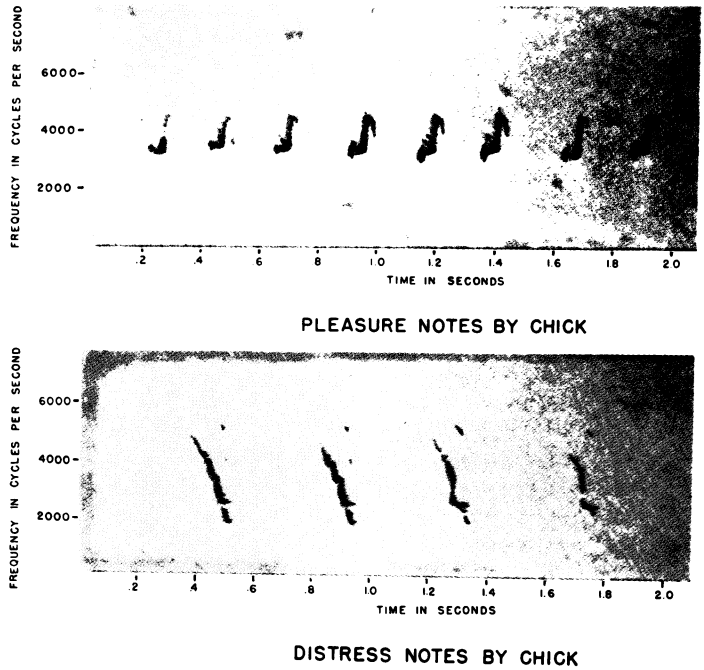 FREQUENCY IN CYCLES PER SECOND
6000-
4000-
2000-
.2 .4 6 8 1.0 1.2 1.4 1.6 1.8 2.0
TIME IN SECONDS
PLEASURE NOTES BY CHICK
FREQUENCY IN CYCLES PER SECOND
6000-
4000-
2000-
.2 .4 .6 .8 1.0 1.2 1.4 1.6 1.8 2.0
TIME IN SECONDS
DISTRESS NOTES BY CHICK